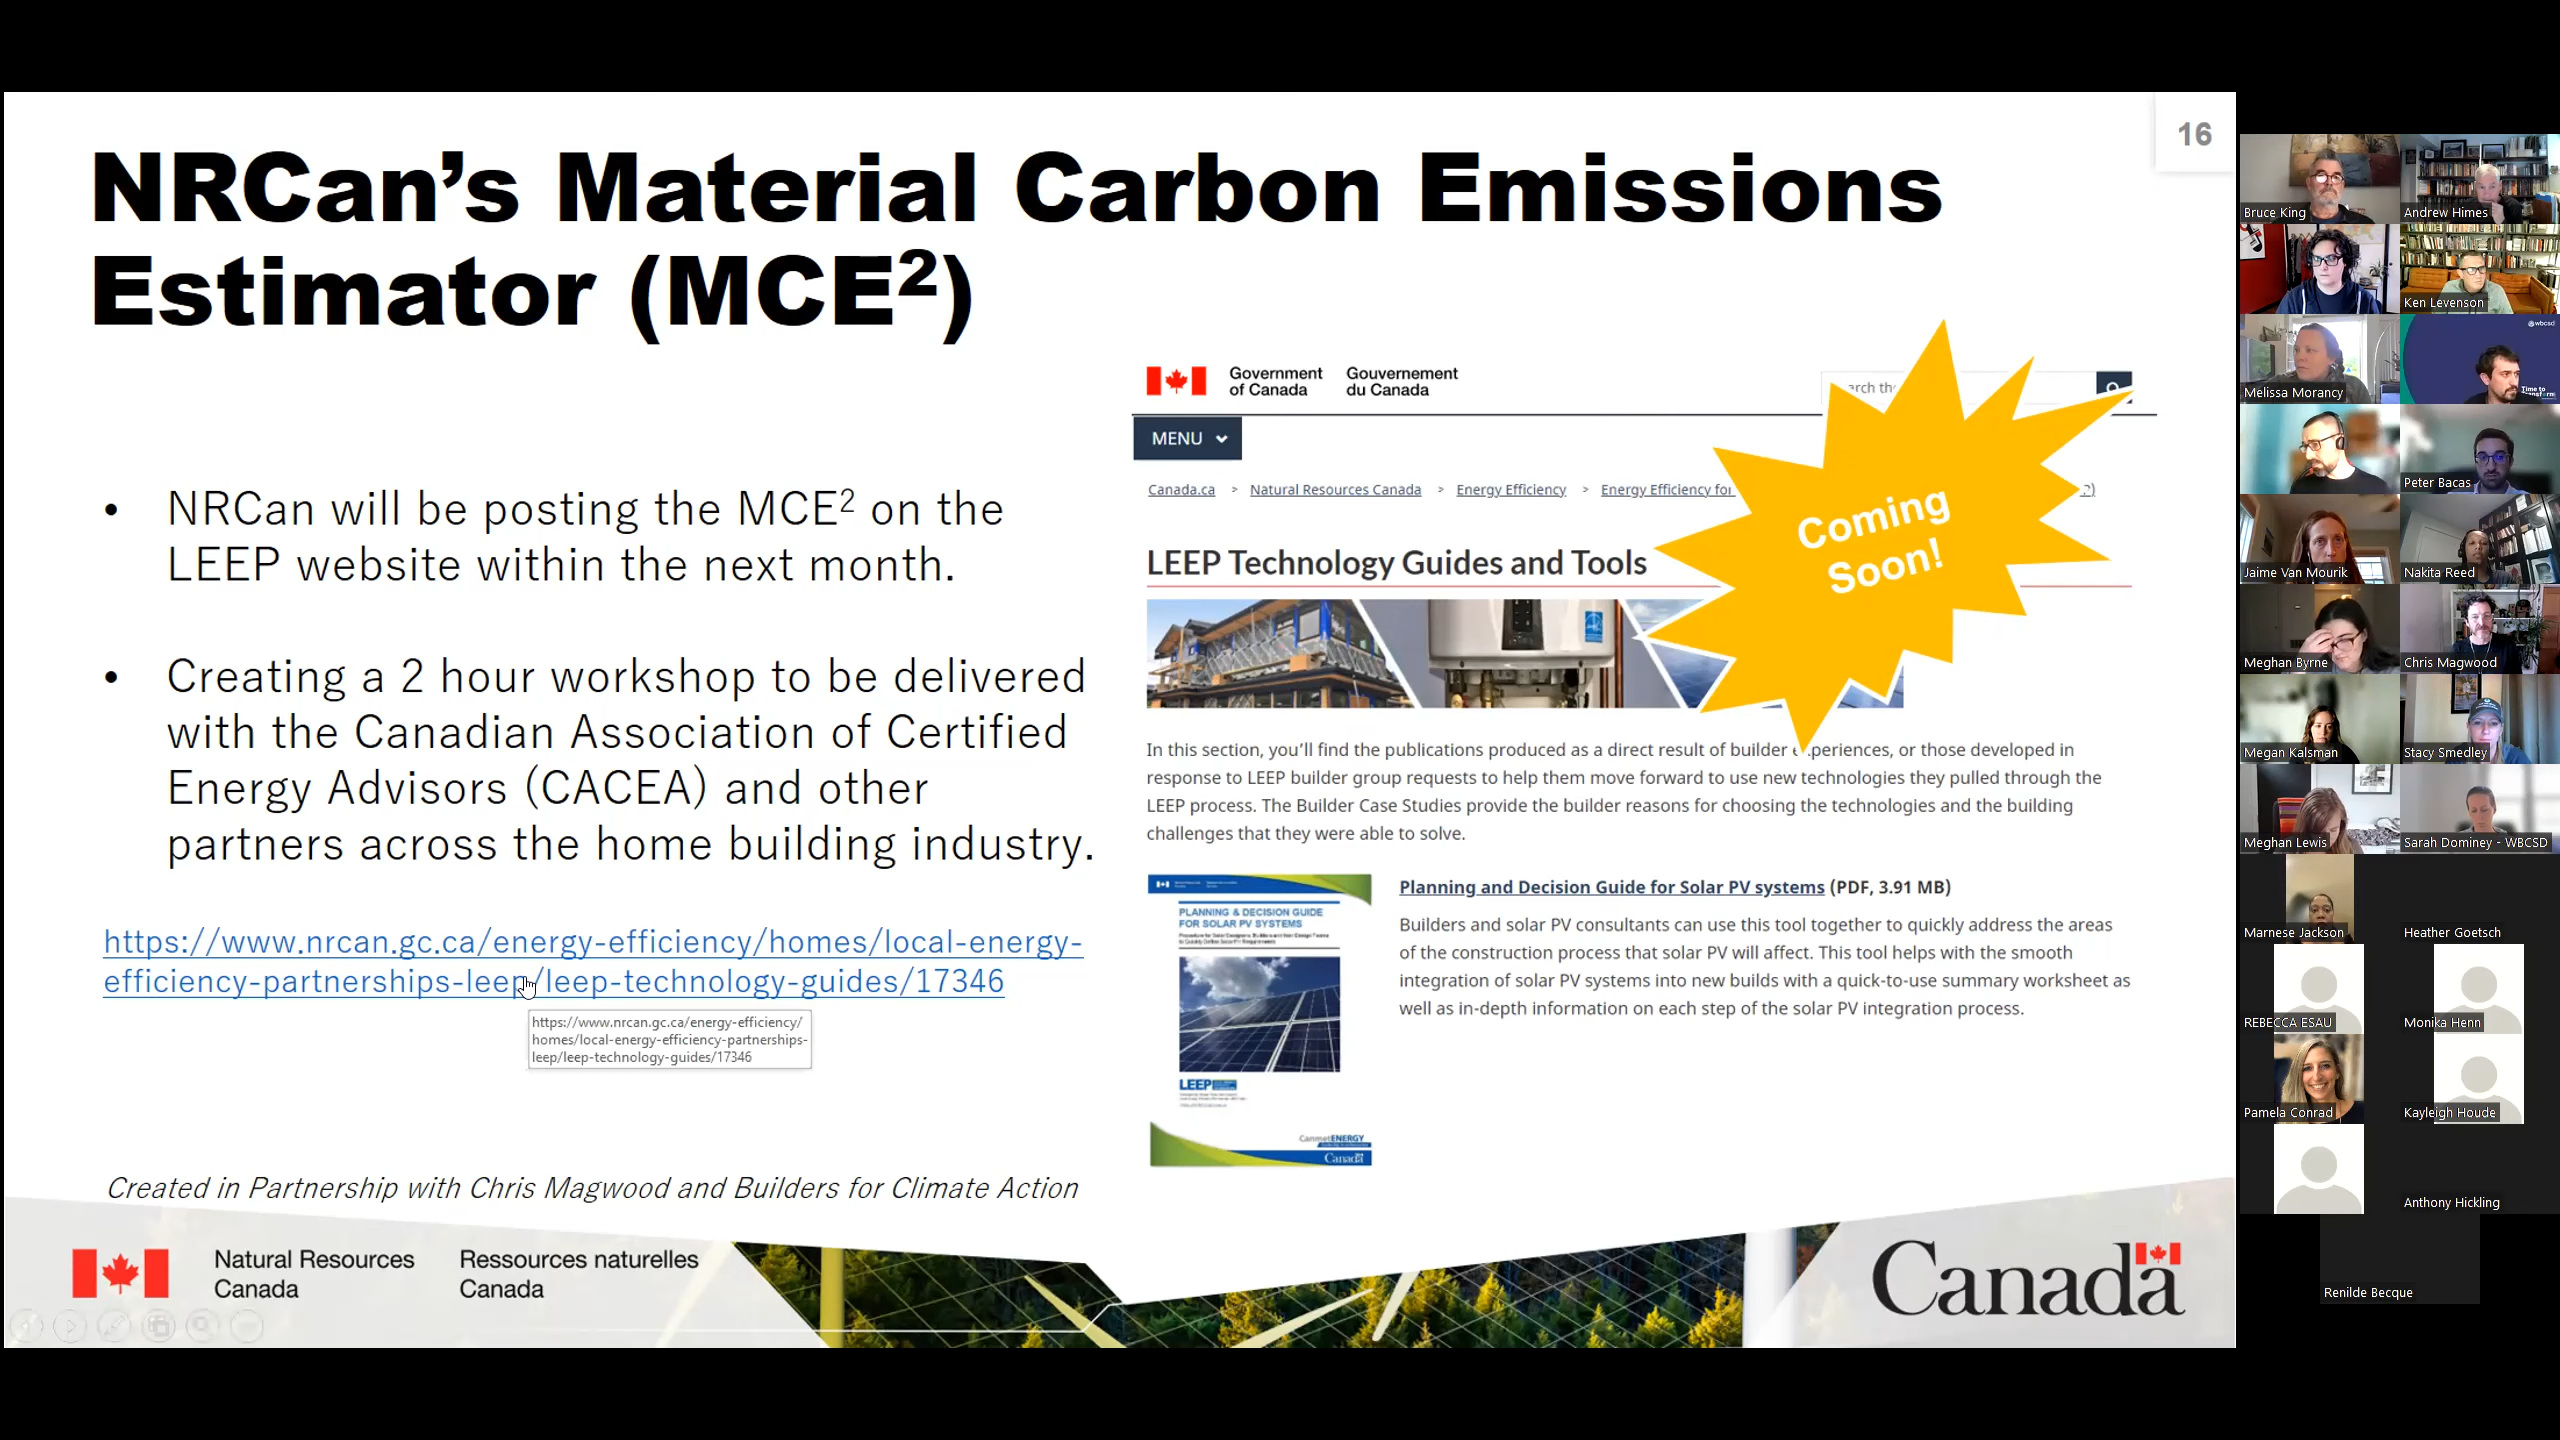 16
NRCan's Material Carbon Emissions
Estimator (MCE²)
• NRCan will be posting the MCE² on the
LEEP website within the next month.
• Creating a 2 hour workshop to be delivered
with the Canadian Association of Certified
Energy Advisors (CACEA) and other
partners across the home building industry.
https://www.nrcan.gc.ca/energy-efficiency/homes/local-energy-
efficiency-partnerships-leep/leep-technology-guides/17346
https://www.nrcan.gc.ca/energy-efficiency/
homes/local-energy-efficiency-partnerships-
leep/leep-technology-guides/17346
Created in Partnership with Chris Magwood and Builders for Climate Action
Government
of Canada
Gouvernement
du Canada
MENU
Canada.ca > Natural Resources Canada > Energy Efficiency > Energy Efficiency for
Coming
Soon!
LEEP Technology Guides and Tools
In this section, you'll find the publications produced as a direct result of builder experiences, or those developed in
response to LEEP builder group requests to help them move forward to use new technologies they pulled through the
LEEP process. The Builder Case Studies provide the builder reasons for choosing the technologies and the building
challenges that they were able to solve.
PLANNING & DECISION GUIDE
FOR SOLAR PV SYSTEMS
LEEP
CanmetENERGY
Canada
Planning and Decision Guide for Solar PV systems (PDF, 3.91 MB)
Builders and solar PV consultants can use this tool together to quickly address the areas
of the construction process that solar PV will affect. This tool helps with the smooth
integration of solar PV systems into new builds with a quick-to-use summary worksheet as
well as in-depth information on each step of the solar PV integration process.
Natural Resources
Canada
Ressources naturelles
Canada
Canada
Bruce King
Andrew Himes
Ken Levenson
Melissa Morancy
wbcsd
Time to
Transform
Peter Bacas
Jaime Van Mourik
Nakita Reed
Meghan Byrne
Chris Magwood
Megan Kalsman
Stacy Smedley
Meghan Lewis
Sarah Dominey - WBCSD
Marnese Jackson
Heather Goetsch
REBECCA ESAU
Monika Henn
Pamela Conrad
Kayleigh Houde
Anthony Hickling
Renilde Becque